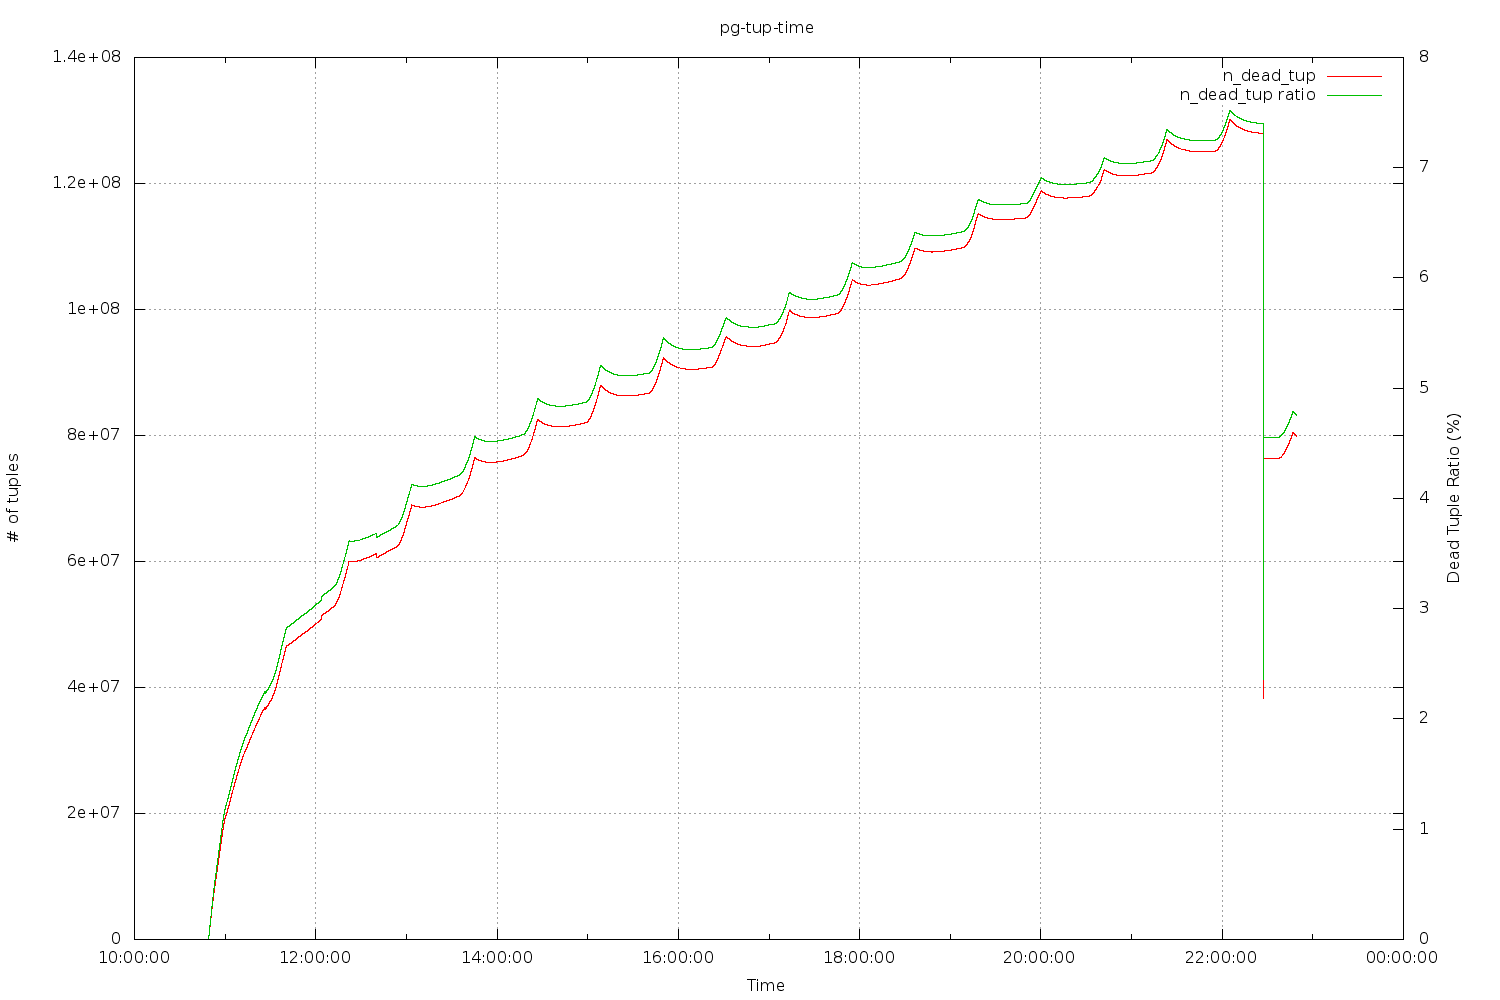 pg-tup-time
1.4e+08
1.2e+08
1e+08
8e+07
6e+07
4e+07
2e+07
0
# of tuples
n_dead_tup
n_dead_tup ratio
8
7
6
5
4
3
2
1
0
Dead Tuple Ratio (%)
10:00:00 12:00:00 14:00:00 16:00:00 18:00:00 20:00:00 22:00:00 00:00:00
Time